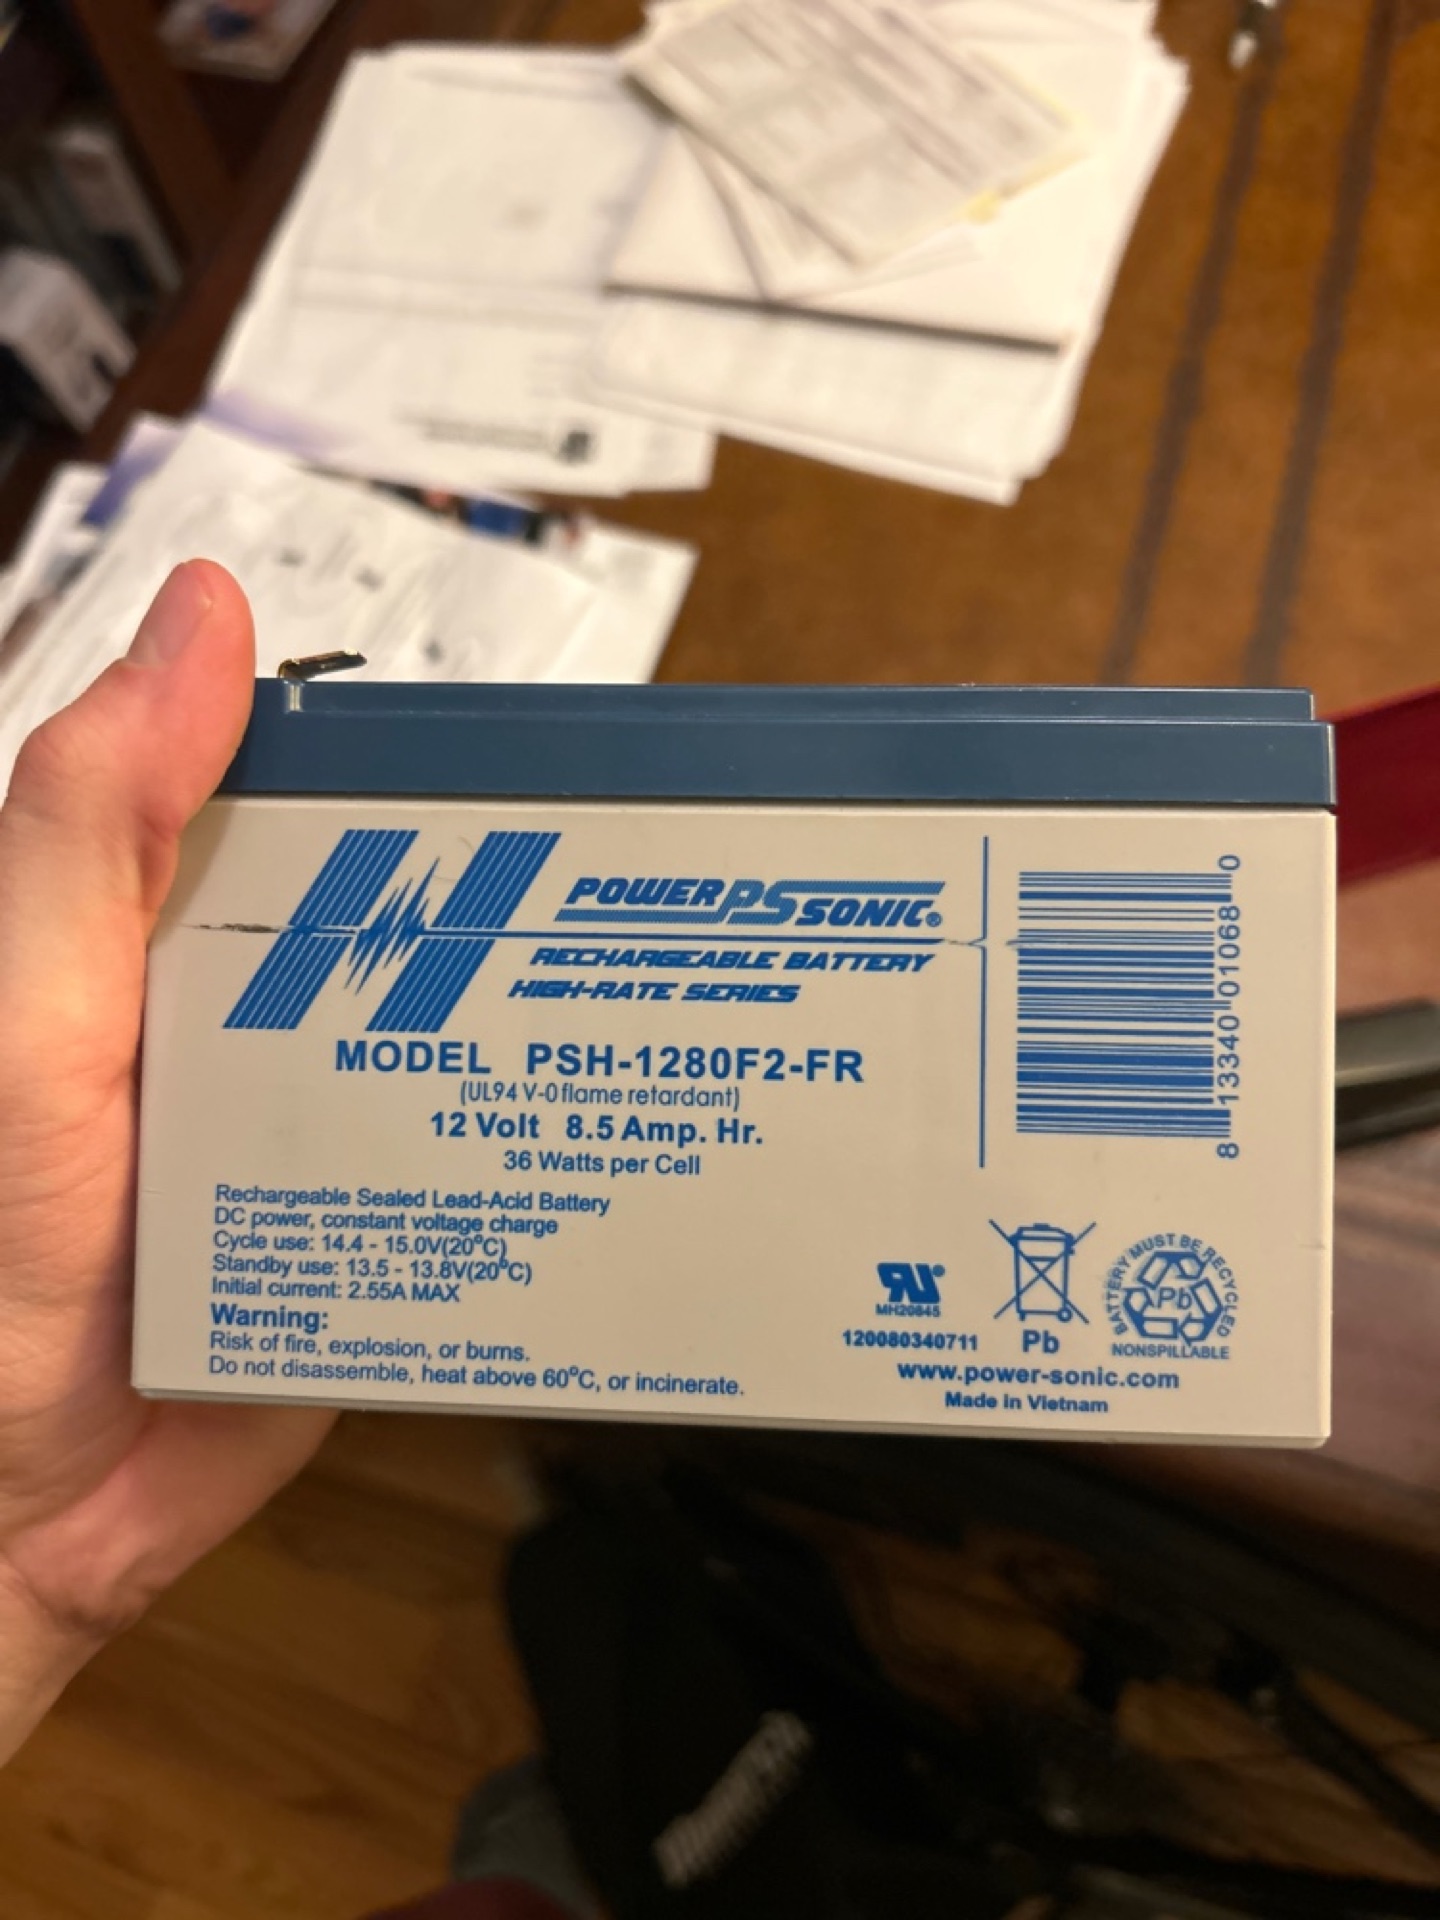 POWER PS SONIC®
RECHARGEABLE BATTERY
HIGH-RATE SERIES
MODEL PSH-1280F2-FR
(UL94 V-0 flame retardant)
12 Volt 8.5 Amp. Hr.
36 Watts per Cell
Rechargeable Sealed Lead-Acid Battery
DC power, constant voltage charge
Cycle use: 14.4 - 15.0V(20°C)
Standby use: 13.5 - 13.8V(20°C)
Initial current: 2.55A MAX
Warning:
Risk of fire, explosion, or burns.
Do not disassemble, heat above 60°C, or incinerate.
8 13340 01068 0
MH20845
120080340711
Pb
BATTERY MUST BE RECYCLED
Pb
NONSPILLABLE
www.power-sonic.com
Made in Vietnam